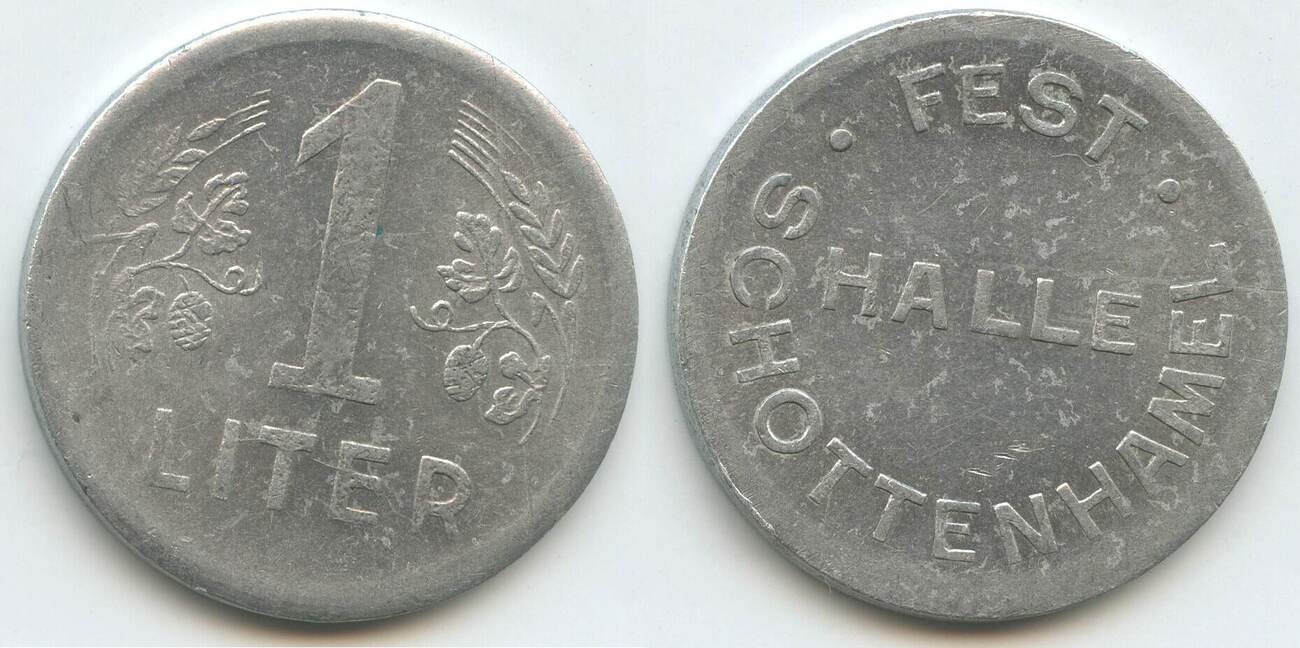 1
LITER
· FEST ·
HALLE
SCHOTTENHAMEL